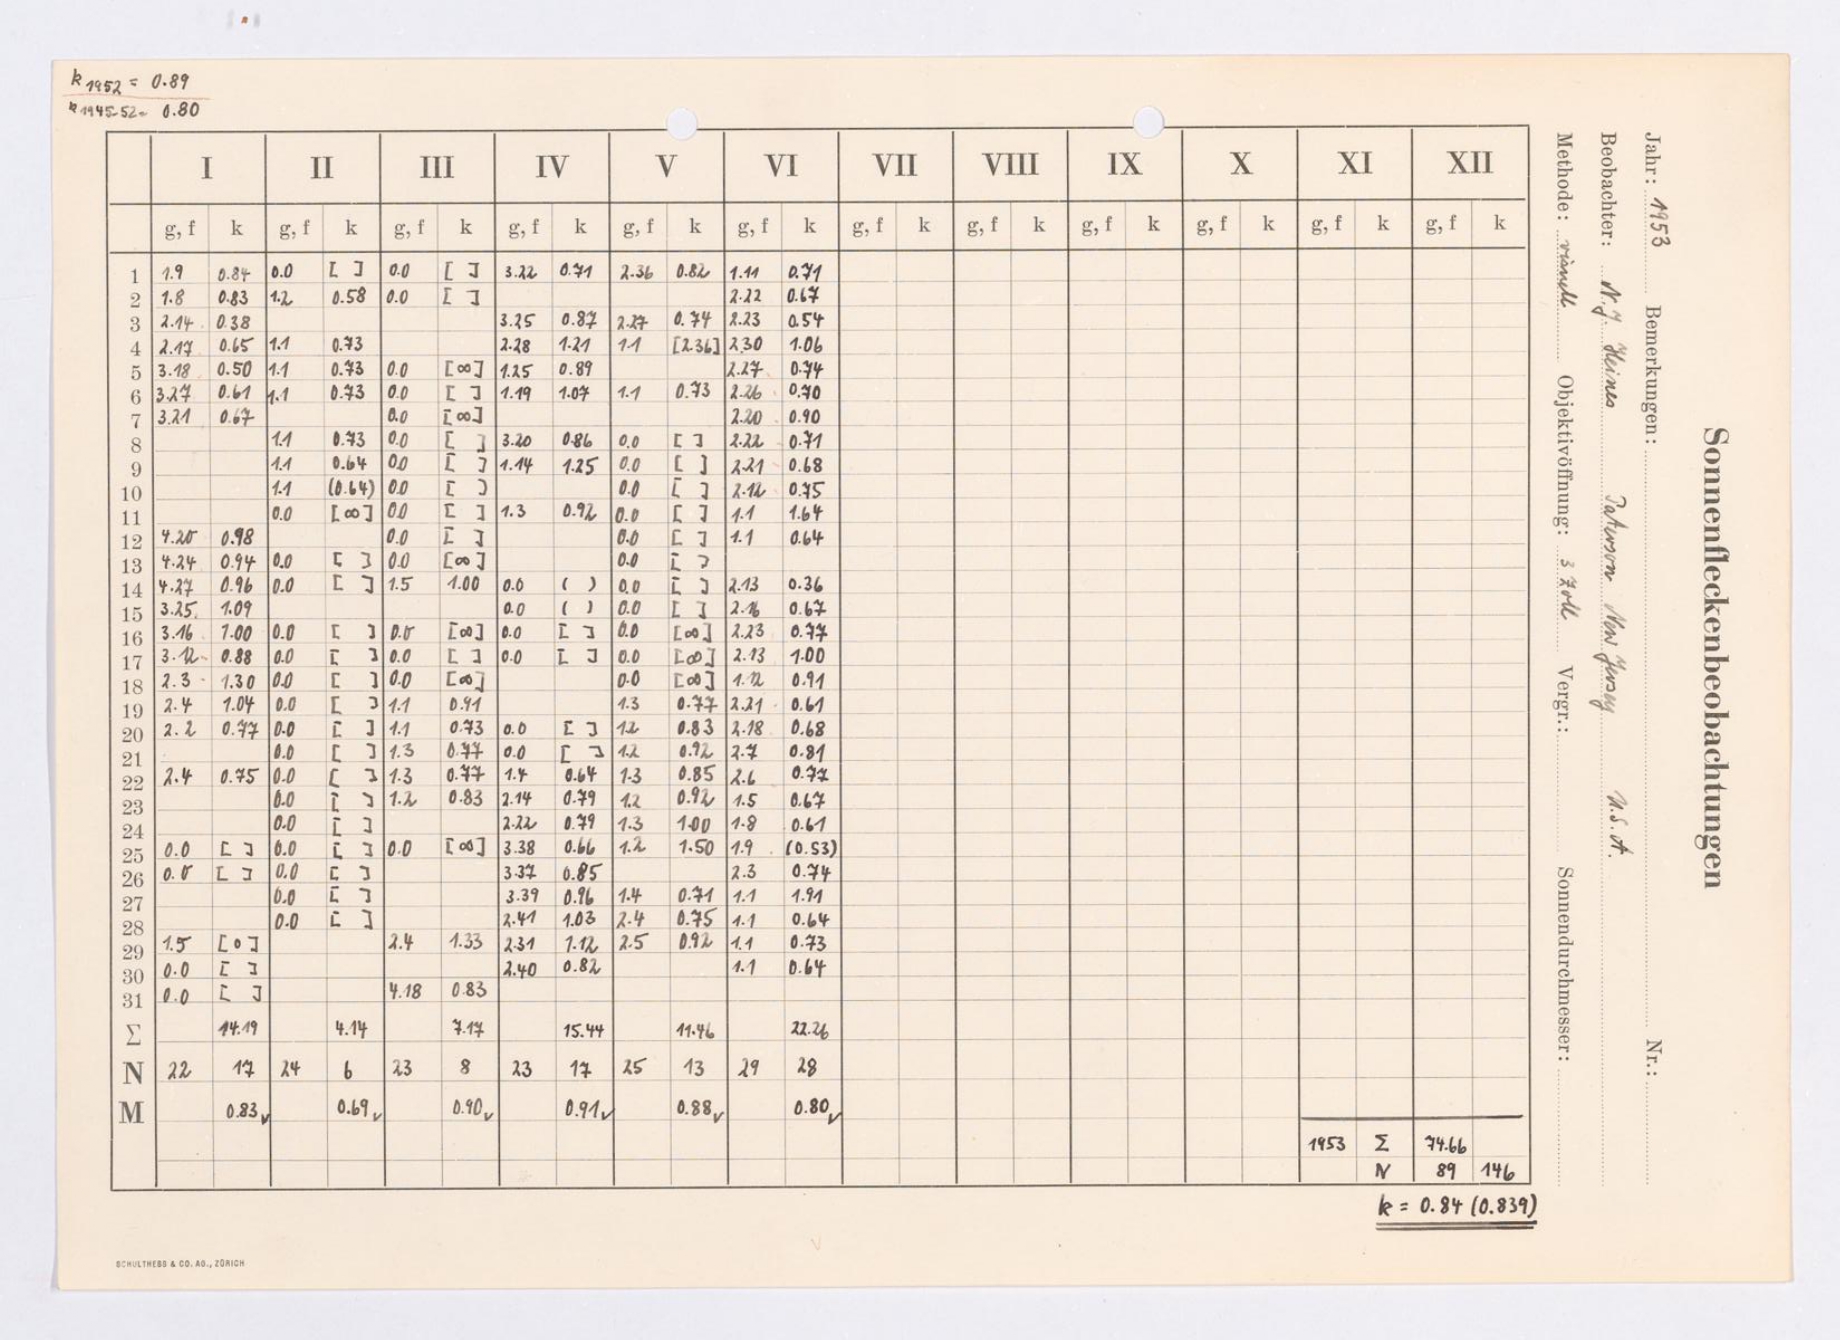 k 1952 = 0.89
k 1945-52 = 0.80
I II III IV V VI VII VIII IX X XI XII
g, f k g, f k g, f k g, f k g, f k g, f k g, f k g, f k g, f k g, f k g, f k g, f k
1 1.9 0.84 0.0 [ ] 0.0 [ ] 3.22 0.71 2.36 0.82 1.11 0.71
2 1.8 0.83 1.2 0.58 0.0 [ ] 2.22 0.67
3 2.14 0.38 3.25 0.87 2.27 0.74 2.23 0.54
4 2.17 0.65 1.1 0.73 2.28 1.21 1.1 [2.36] 2.30 1.06
5 3.18 0.50 1.1 0.73 0.0 [∞] 1.25 0.89 2.27 0.74
6 3.27 0.61 1.1 0.73 0.0 [ ] 1.19 1.07 1.1 0.73 2.26 0.70
7 3.21 0.67 0.0 [∞] 2.20 0.90
8 1.1 0.73 0.0 [ ] 3.20 0.86 0.0 [ ] 2.22 0.71
9 1.1 0.64 0.0 [ ] 1.14 1.25 0.0 [ ] 2.21 0.68
10 1.1 (0.64) 0.0 [ ] 0.0 [ ] 2.12 0.75
11 0.0 [∞] 0.0 [ ] 1.3 0.92 0.0 [ ] 1.1 1.64
12 4.20 0.98 0.0 [ ] 0.0 [ ] 1.1 0.64
13 4.24 0.94 0.0 [ ] 0.0 [∞] 0.0 [ ]
14 4.27 0.96 0.0 [ ] 1.5 1.00 0.0 ( ) 0.0 [ ] 2.13 0.36
15 3.25 1.09 0.0 ( ) 0.0 [ ] 2.16 0.67
16 3.16 1.00 0.0 [ ] 0.0 [∞] 0.0 [ ] 0.0 [∞] 2.23 0.77
17 3.12 0.88 0.0 [ ] 0.0 [ ] 0.0 [ ] 0.0 [∞] 2.13 1.00
18 2.3 1.30 0.0 [ ] 0.0 [∞] 0.0 [∞] 1.12 0.91
19 2.4 1.04 0.0 [ ] 1.1 0.91 1.3 0.77 2.21 0.61
20 2.2 0.77 0.0 [ ] 1.1 0.73 0.0 [ ] 1.2 0.83 2.18 0.68
21 0.0 [ ] 1.3 0.77 0.0 [ ] 1.2 0.92 2.7 0.81
22 2.4 0.75 0.0 [ ] 1.3 0.77 1.4 0.64 1.3 0.85 2.6 0.77
23 0.0 [ ] 1.2 0.83 2.14 0.79 1.2 0.92 1.5 0.67
24 0.0 [ ] 2.22 0.79 1.3 1.00 1.8 0.61
25 0.0 [ ] 0.0 [ ] 0.0 [∞] 3.38 0.66 1.2 1.50 1.9 (0.53)
26 0.0 [ ] 0.0 [ ] 3.37 0.85 2.3 0.74
27 0.0 [ ] 3.39 0.96 1.4 0.71 1.1 1.91
28 0.0 [ ] 2.41 1.03 2.4 0.75 1.1 0.64
29 1.5 [0] 2.4 1.33 2.31 1.12 2.5 0.92 1.1 0.73
30 0.0 [ ] 2.40 0.82 1.1 0.64
31 0.0 [ ] 4.18 0.83
Σ 14.19 4.14 7.17 15.44 11.46 22.26
N 22 17 24 6 23 8 23 17 25 13 29 28
M 0.83 0.69 0.90 0.91 0.88 0.80
1953 Σ 74.66
N 89 146
k = 0.84 (0.839)
SCHULTHESS & CO. AG., ZÜRICH
Sonnenfleckenbeobachtungen
Jahr: 1953 Bemerkungen: Nr.:
Beobachter: N.J. Heines Paterson New Jersey U.S.A.
Methode: visuell Objektivöffnung: 3 Zoll Vergr.: Sonnendurchmesser: